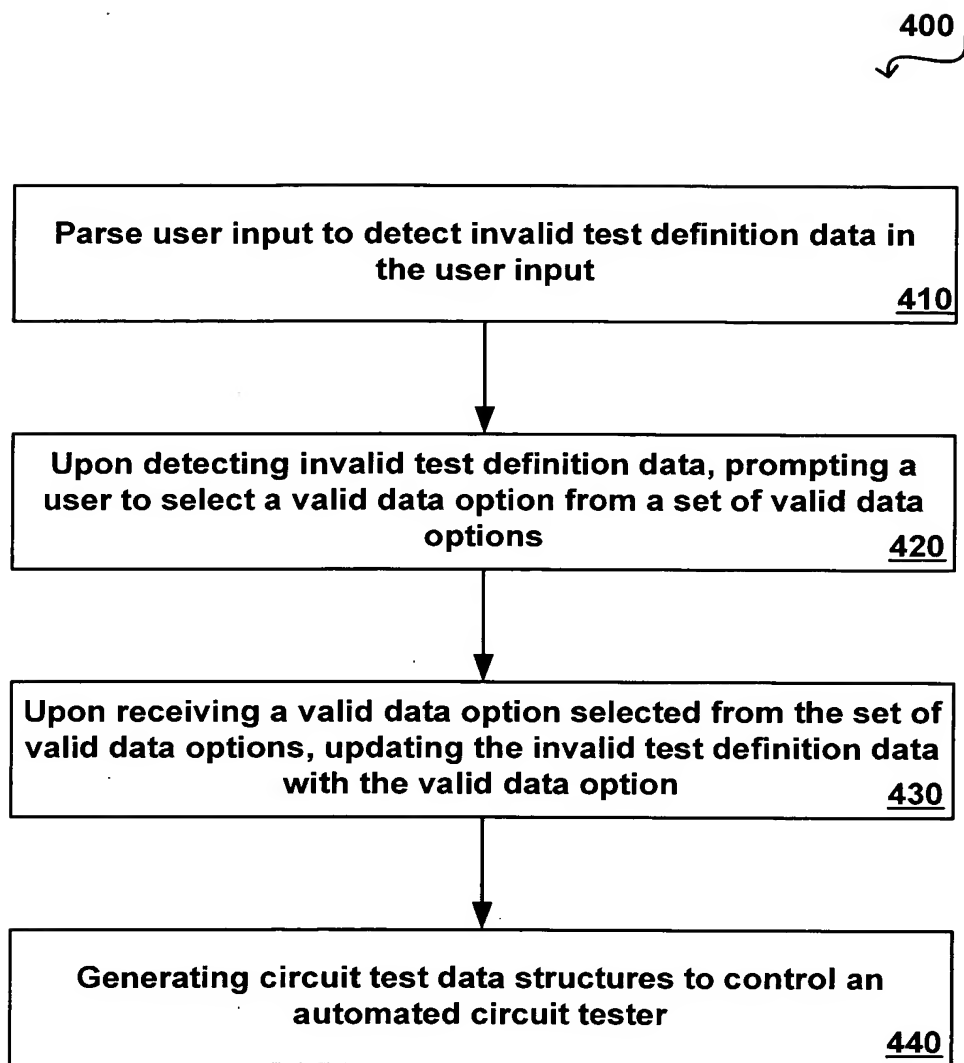 400
Parse user input to detect invalid test definition data in
the user input
410
Upon detecting invalid test definition data, prompting a
user to select a valid data option from a set of valid data
options
420
Upon receiving a valid data option selected from the set of
valid data options, updating the invalid test definition data
with the valid data option
430
Generating circuit test data structures to control an
automated circuit tester
440